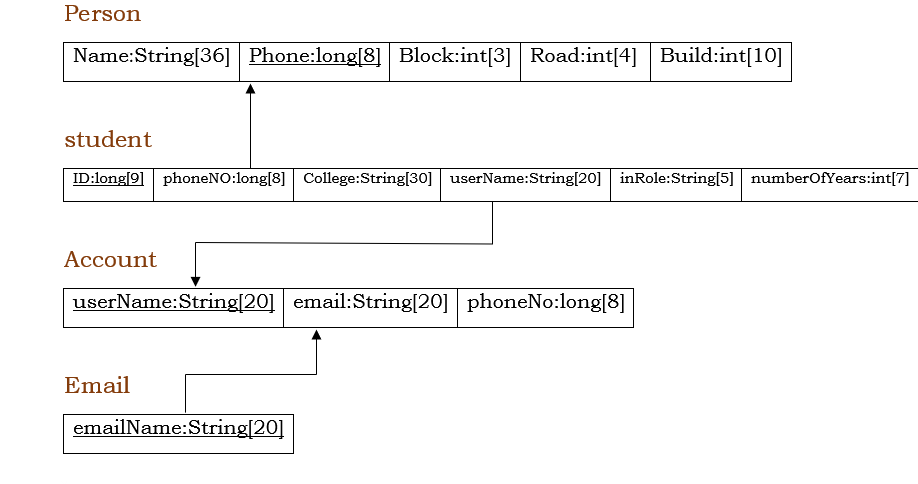 Person
Name:String[36] Phone:long[8] Block:int[3] Road:int[4] Build:int[10]
student
ID:long[9] phoneNO:long[8] College:String[30] userName:String[20] inRole:String[5] numberOfYears:int[7]
Account
userName:String[20] email:String[20] phoneNo:long[8]
Email
emailName:String[20]